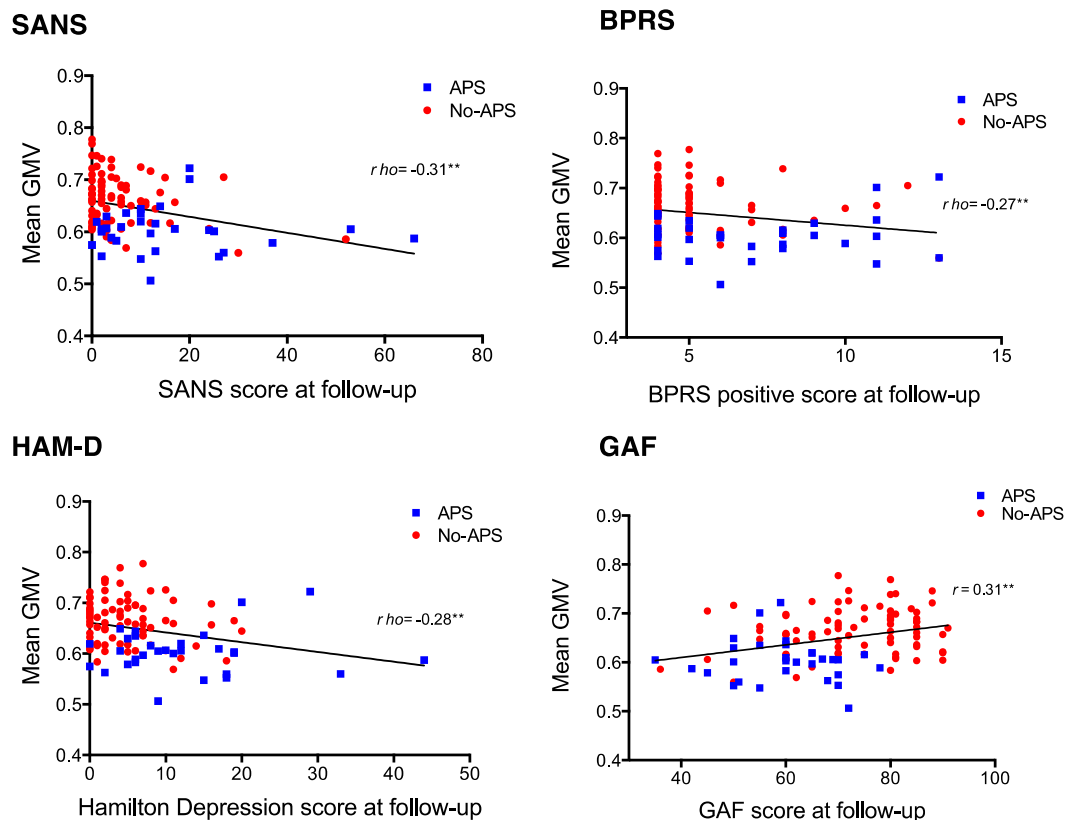 SANS
0.9
0.8
0.7
0.6
0.5
0.4
Mean GMV
APS
No-APS
r ho= -0.31**
0 20 40 60 80
SANS score at follow-up
BPRS
0.9
0.8
0.7
0.6
0.5
0.4
Mean GMV
APS
No-APS
r ho= -0.27**
5 10 15
BPRS positive score at follow-up
HAM-D
0.9
0.8
0.7
0.6
0.5
0.4
Mean GMV
APS
No-APS
r ho= -0.28**
0 10 20 30 40 50
Hamilton Depression score at follow-up
GAF
0.9
0.8
0.7
0.6
0.5
0.4
Mean GMV
APS
No-APS
r = 0.31**
40 60 80 100
GAF score at follow-up